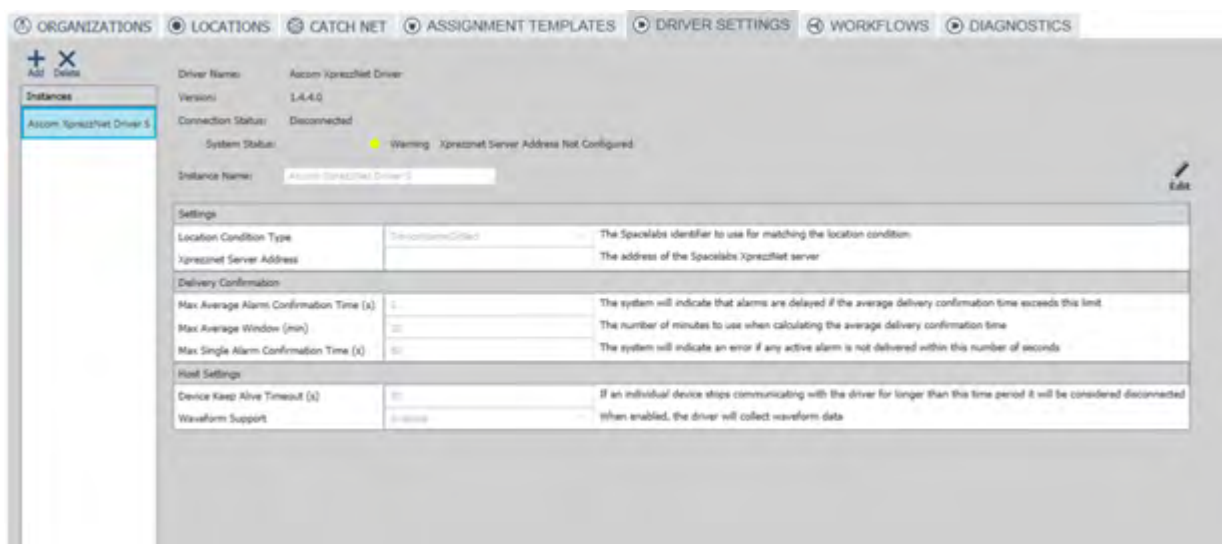 ORGANIZATIONS LOCATIONS CATCH NET ASSIGNMENT TEMPLATES DRIVER SETTINGS WORKFLOWS DIAGNOSTICS
Add Delete
Instances
Ascom XprezzNet Driver 5
Driver Name: Ascom XprezzNet Driver
Version: 1.4.4.0
Connection Status: Disconnected
System Status: Warning Xprezznet Server Address Not Configured
Instance Name: Ascom XprezzNet Driver 5
Edit
Settings
Location Condition Type The Spacelabs identifier to use for matching the location condition
Xprezznet Server Address The address of the Spacelabs XprezzNet server
Delivery Confirmation
Max Average Alarm Confirmation Time (s) The system will indicate that alarms are delayed if the average delivery confirmation time exceeds this limit
Max Average Window (min) The number of minutes to use when calculating the average delivery confirmation time
Max Single Alarm Confirmation Time (s) The system will indicate an error if any active alarm is not delivered within this number of seconds
Host Settings
Device Keep Alive Timeout (s) If an individual device stops communicating with the driver for longer than this time period it will be considered disconnected
Waveform Support When enabled, the driver will collect waveform data